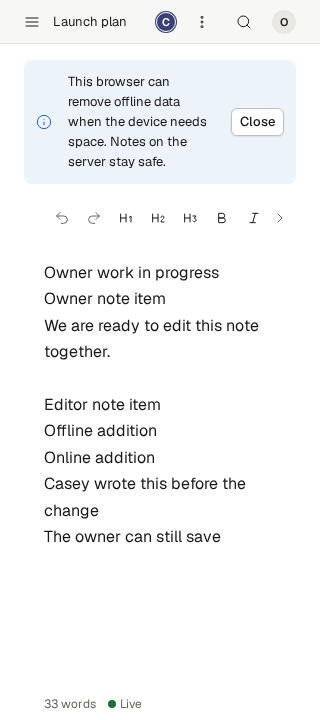 Launch plan
C
O
This browser can
remove offline data
when the device needs
space. Notes on the
server stay safe.
Close
H1 H2 H3 B I
Owner work in progress
Owner note item
We are ready to edit this note
together.
Editor note item
Offline addition
Online addition
Casey wrote this before the
change
The owner can still save
33 words
Live